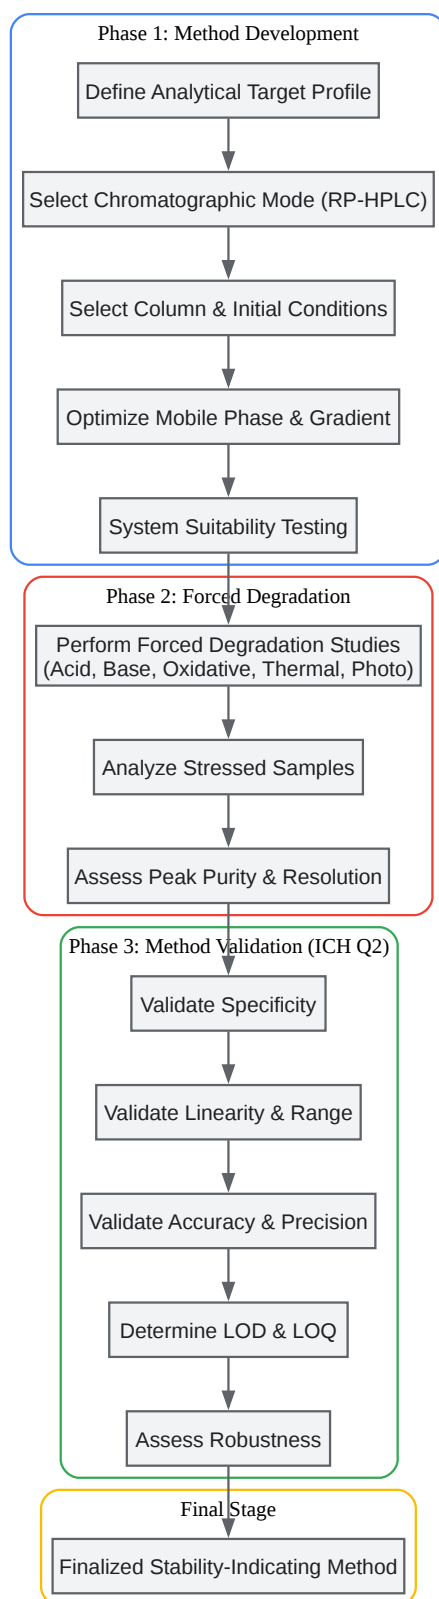 Phase 1: Method Development
Define Analytical Target Profile
Select Chromatographic Mode (RP-HPLC)
Select Column & Initial Conditions
Optimize Mobile Phase & Gradient
System Suitability Testing
Phase 2: Forced Degradation
Perform Forced Degradation Studies
(Acid, Base, Oxidative, Thermal, Photo)
Analyze Stressed Samples
Assess Peak Purity & Resolution
Phase 3: Method Validation (ICH Q2)
Validate Specificity
Validate Linearity & Range
Validate Accuracy & Precision
Determine LOD & LOQ
Assess Robustness
Final Stage
Finalized Stability-Indicating Method